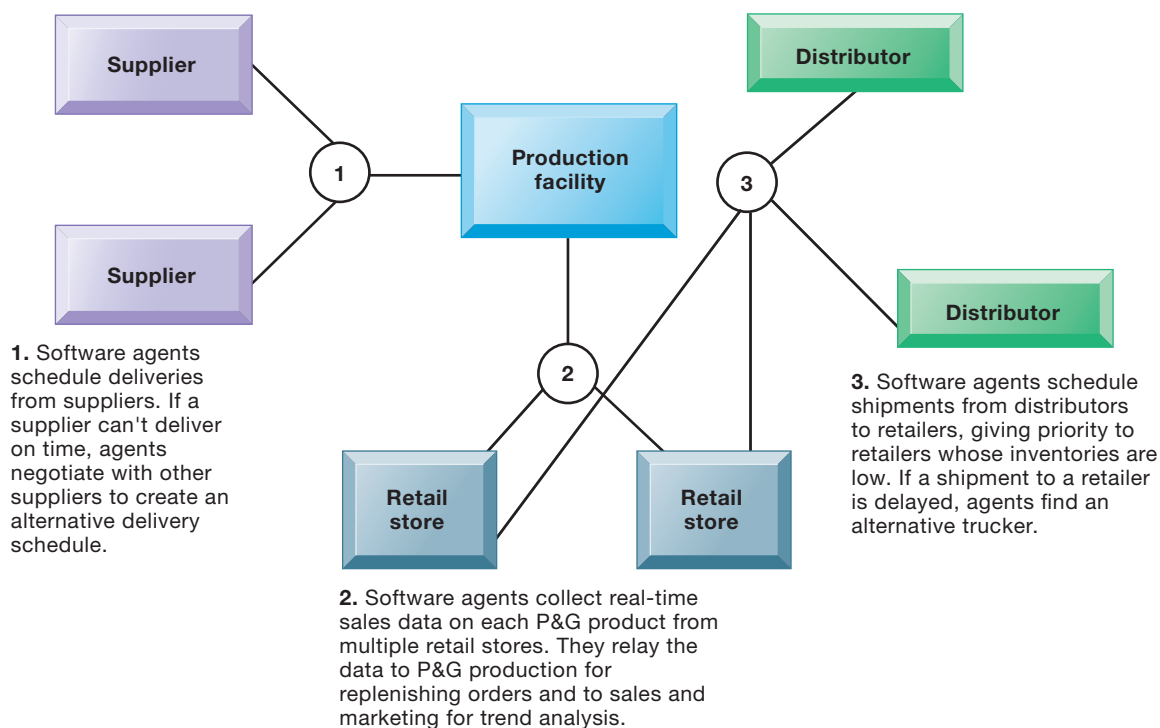 Supplier
Distributor
Production
facility
1
3
Supplier
Distributor
1. Software agents
schedule deliveries
from suppliers. If a
supplier can't deliver
on time, agents
negotiate with other
suppliers to create an
alternative delivery
schedule.
2
3. Software agents schedule
shipments from distributors
to retailers, giving priority to
retailers whose inventories are
low. If a shipment to a retailer
is delayed, agents find an
alternative trucker.
Retail
store
Retail
store
2. Software agents collect real-time
sales data on each P&G product from
multiple retail stores. They relay the
data to P&G production for
replenishing orders and to sales and
marketing for trend analysis.